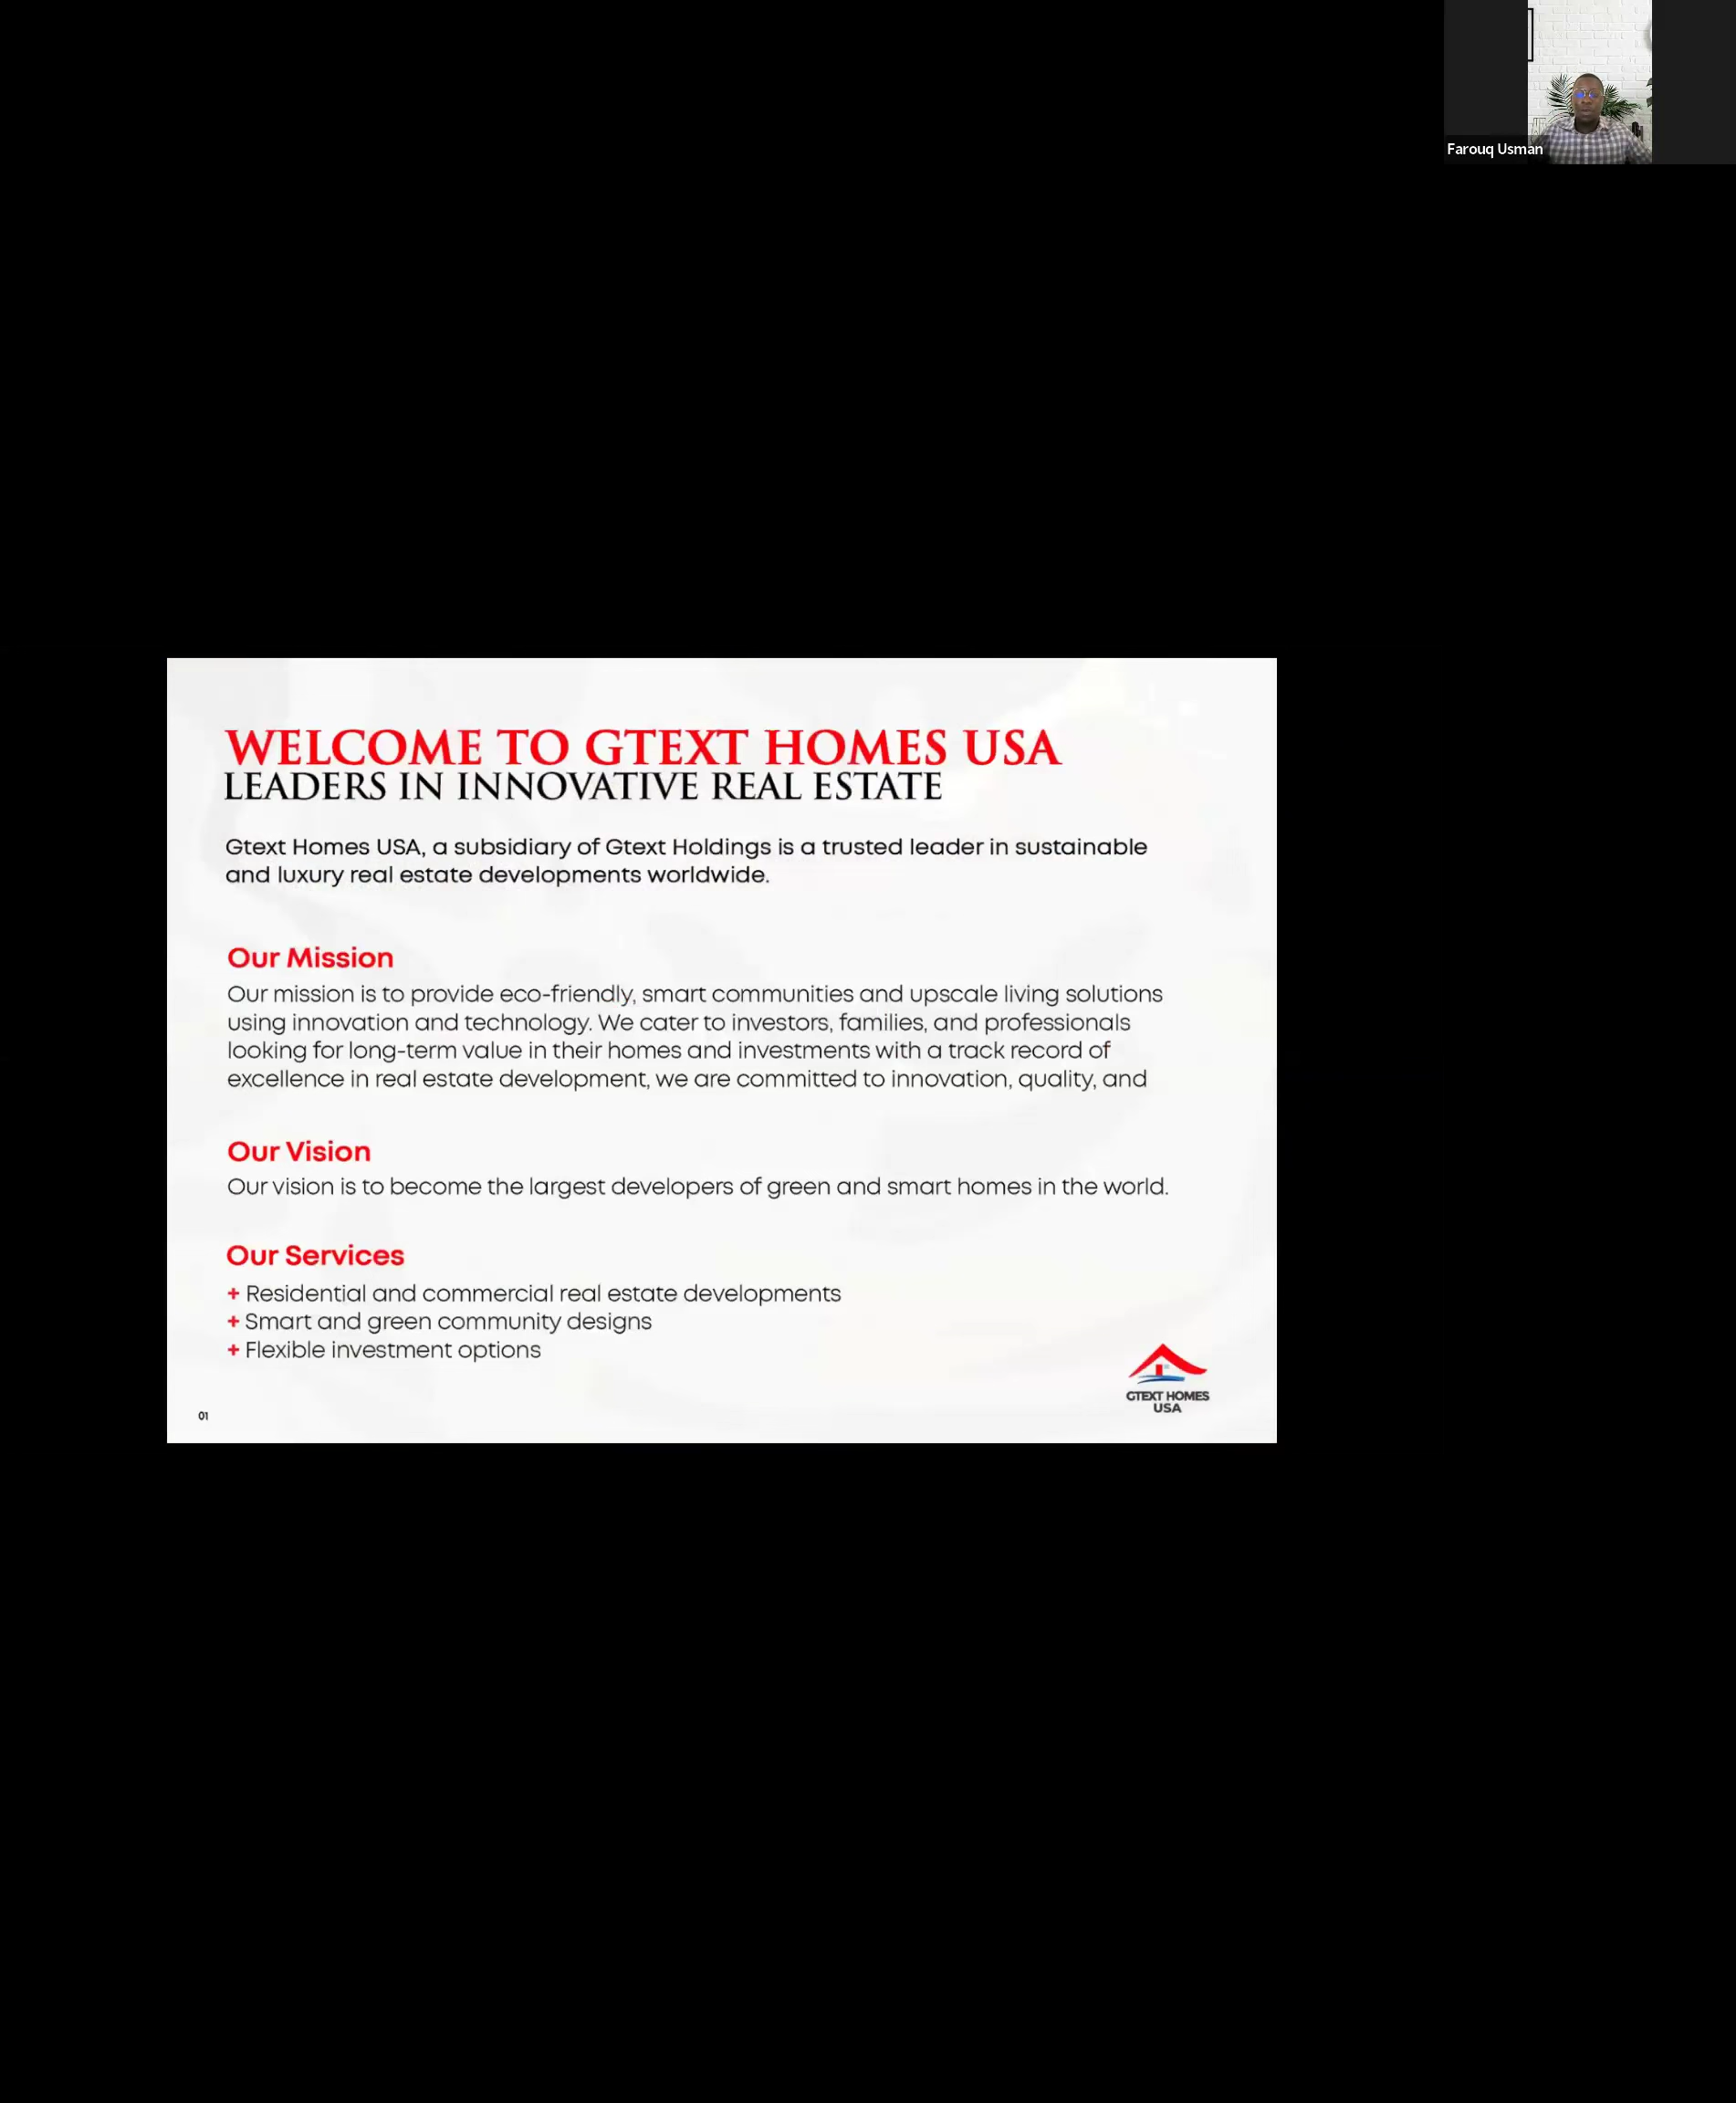 Farouq Usman
WELCOME TO GTEXT HOMES USA
LEADERS IN INNOVATIVE REAL ESTATE
Gtext Homes USA, a subsidiary of Gtext Holdings is a trusted leader in sustainable
and luxury real estate developments worldwide.
Our Mission
Our mission is to provide eco-friendly, smart communities and upscale living solutions
using innovation and technology. We cater to investors, families, and professionals
looking for long-term value in their homes and investments with a track record of
excellence in real estate development, we are committed to innovation, quality, and
Our Vision
Our vision is to become the largest developers of green and smart homes in the world.
Our Services
+ Residential and commercial real estate developments
+ Smart and green community designs
+ Flexible investment options
GTEXT HOMES
USA
01